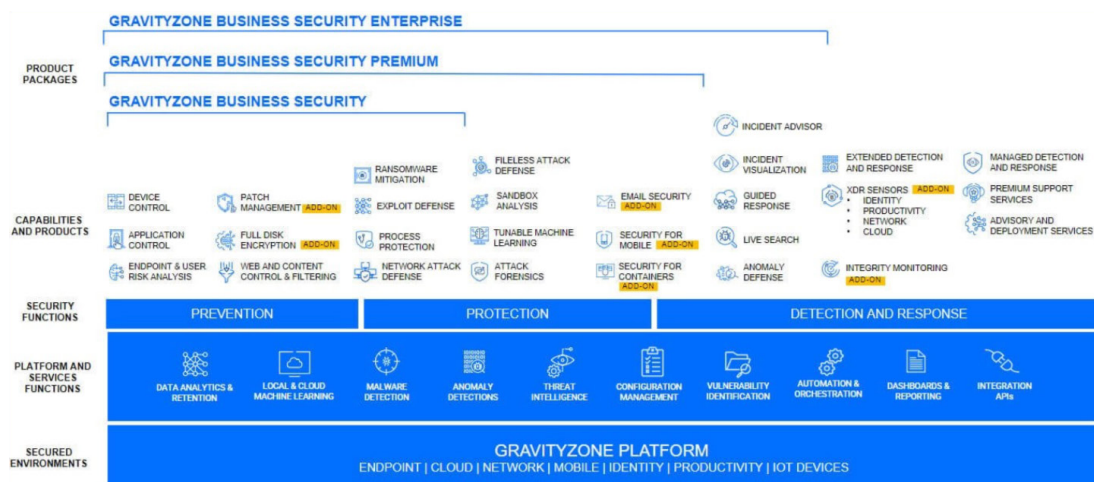 GRAVITYZONE BUSINESS SECURITY ENTERPRISE
PRODUCT
PACKAGES
GRAVITYZONE BUSINESS SECURITY PREMIUM
GRAVITYZONE BUSINESS SECURITY
CAPABILITIES
AND PRODUCTS
DEVICE
CONTROL
APPLICATION
CONTROL
ENDPOINT & USER
RISK ANALYSIS
PATCH
MANAGEMENT ADD-ON
FULL DISK
ENCRYPTION ADD-ON
WEB AND CONTENT
CONTROL & FILTERING
RANSOMWARE
MITIGATION
EXPLOIT DEFENSE
PROCESS
PROTECTION
NETWORK ATTACK
DEFENSE
FILELESS ATTACK
DEFENSE
SANDBOX
ANALYSIS
TUNABLE MACHINE
LEARNING
ATTACK
FORENSICS
EMAIL SECURITY
ADD-ON
SECURITY FOR
MOBILE ADD-ON
SECURITY FOR
CONTAINERS
ADD-ON
INCIDENT ADVISOR
INCIDENT
VISUALIZATION
GUIDED
RESPONSE
LIVE SEARCH
ANOMALY
DEFENSE
EXTENDED DETECTION
AND RESPONSE
XDR SENSORS ADD-ON
• IDENTITY
• PRODUCTIVITY
• NETWORK
• CLOUD
INTEGRITY MONITORING
ADD-ON
MANAGED DETECTION
AND RESPONSE
PREMIUM SUPPORT
SERVICES
ADVISORY AND
DEPLOYMENT SERVICES
SECURITY
FUNCTIONS
PREVENTION
PROTECTION
DETECTION AND RESPONSE
PLATFORM AND
SERVICES
FUNCTIONS
DATA ANALYTICS &
RETENTION
LOCAL & CLOUD
MACHINE LEARNING
MALWARE
DETECTION
ANOMALY
DETECTIONS
THREAT
INTELLIGENCE
CONFIGURATION
MANAGEMENT
VULNERABILITY
IDENTIFICATION
AUTOMATION &
ORCHESTRATION
DASHBOARDS &
REPORTING
INTEGRATION
APIs
SECURED
ENVIRONMENTS
GRAVITYZONE PLATFORM
ENDPOINT | CLOUD | NETWORK | MOBILE | IDENTITY | PRODUCTIVITY | IOT DEVICES